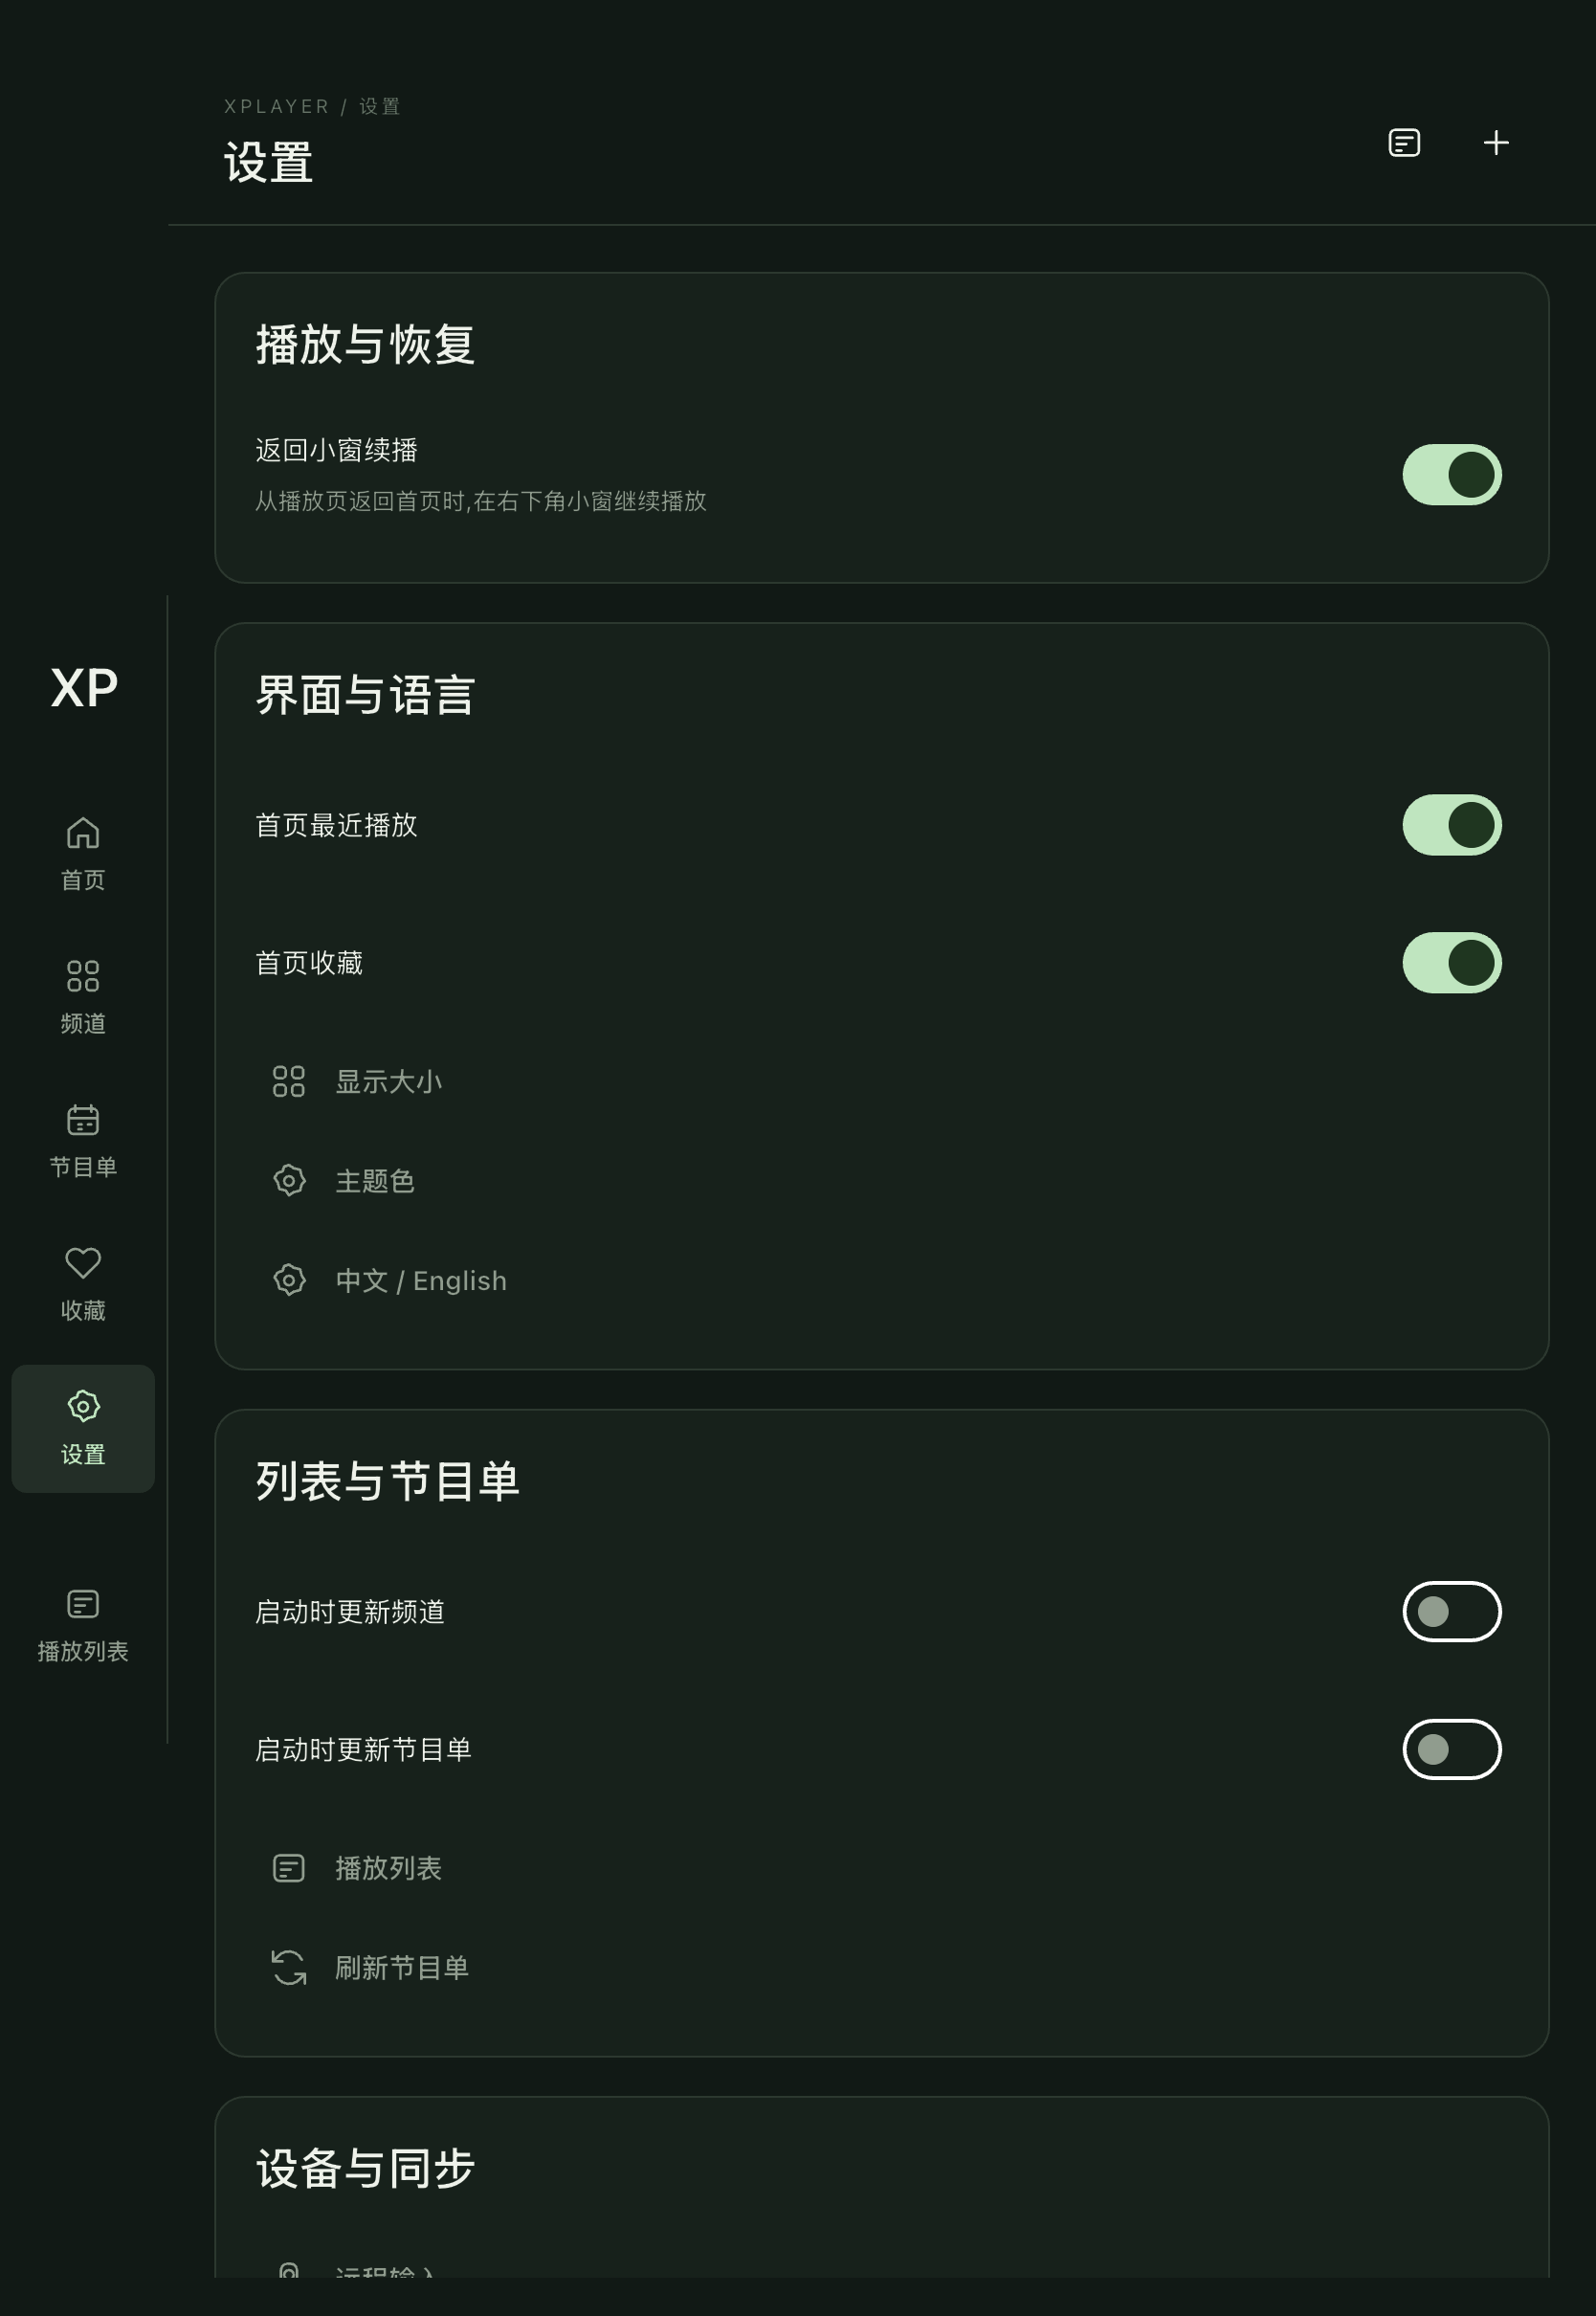 XPLAYER / 设置
设置
播放与恢复
返回小窗续播
从播放页返回首页时,在右下角小窗继续播放
界面与语言
首页最近播放
首页收藏
显示大小
主题色
中文 / English
列表与节目单
启动时更新频道
启动时更新节目单
播放列表
刷新节目单
设备与同步
远程输入
XP
首页
频道
节目单
收藏
设置
播放列表